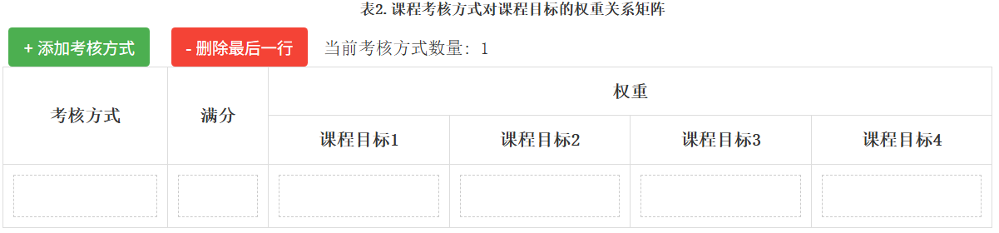 表2.课程考核方式对课程目标的权重关系矩阵
+ 添加考核方式 - 删除最后一行 当前考核方式数量: 1
考核方式 满分 权重
课程目标1 课程目标2 课程目标3 课程目标4